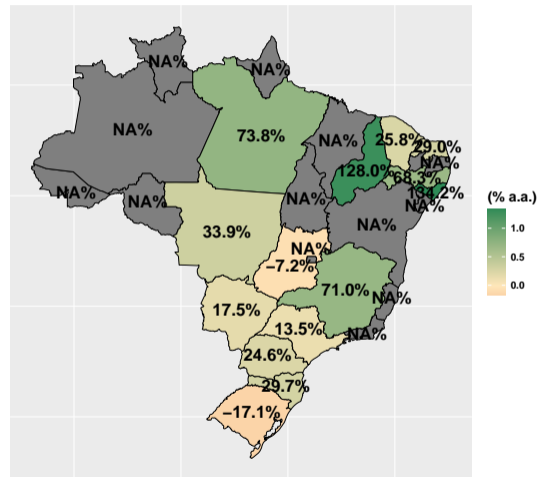 NA%
NA%
NA%
73.8%
NA%
25.8%
29.0%
NA%
128.0%
68.3%
134.2%
NA%
NA%
NA%
NA%
NA%
33.9%
NA%
−7.2%
71.0%
NA%
17.5%
13.5%
NA%
24.6%
29.7%
−17.1%
(% a.a.)
1.0
0.5
0.0